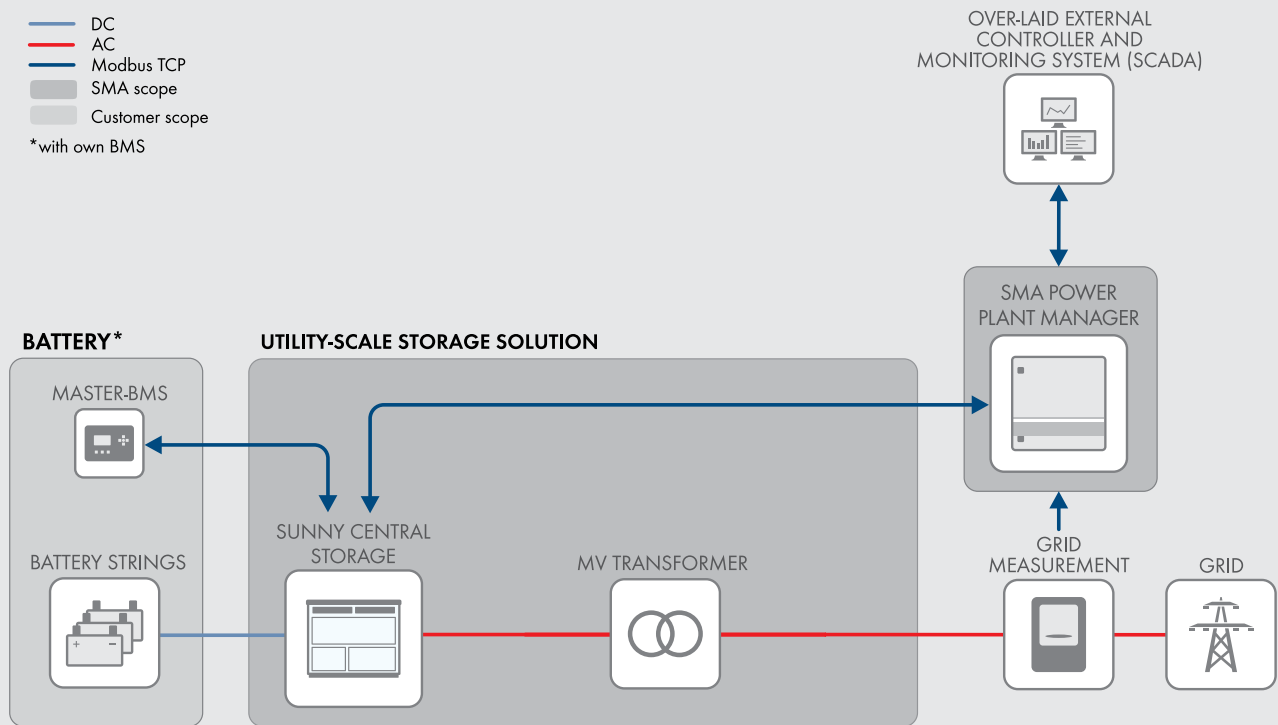 DC
AC
Modbus TCP
SMA scope
Customer scope
*with own BMS
OVER-LAID EXTERNAL
CONTROLLER AND
MONITORING SYSTEM (SCADA)
SMA POWER
PLANT MANAGER
BATTERY*
UTILITY-SCALE STORAGE SOLUTION
MASTER-BMS
SUNNY CENTRAL
STORAGE
BATTERY STRINGS
MV TRANSFORMER
GRID
MEASUREMENT
GRID